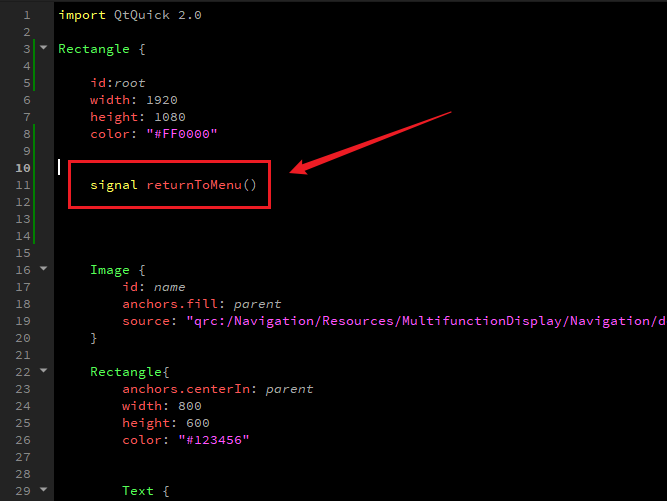 1 import QtQuick 2.0
2
3 Rectangle {
4
5 id:root
6 width: 1920
7 height: 1080
8 color: "#FF0000"
9
10
11 signal returnToMenu()
12
13
14
15
16 Image {
17 id: name
18 anchors.fill: parent
19 source: "qrc:/Navigation/Resources/MultifunctionDisplay/Navigation/d
20 }
21
22 Rectangle{
23 anchors.centerIn: parent
24 width: 800
25 height: 600
26 color: "#123456"
27
28
29 Text {